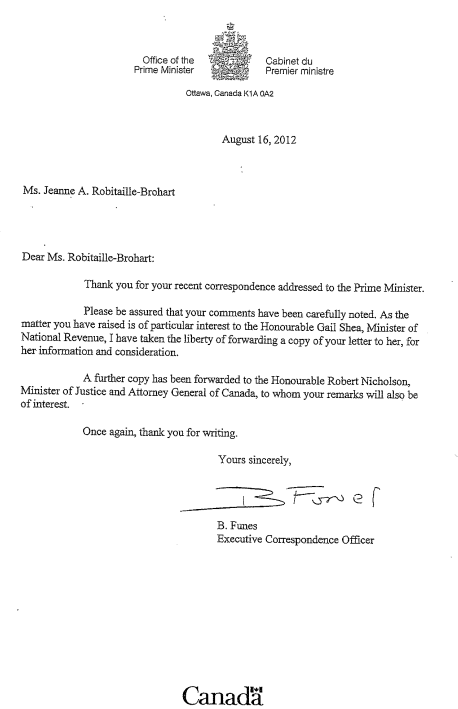 Office of the
Prime Minister
Cabinet du
Premier ministre
Ottawa, Canada K1A 0A2
August 16, 2012
Ms. Jeanne A. Robitaille-Brohart
Dear Ms. Robitaille-Brohart:
Thank you for your recent correspondence addressed to the Prime Minister.
Please be assured that your comments have been carefully noted. As the
matter you have raised is of particular interest to the Honourable Gail Shea, Minister of
National Revenue, I have taken the liberty of forwarding a copy of your letter to her, for
her information and consideration.
A further copy has been forwarded to the Honourable Robert Nicholson,
Minister of Justice and Attorney General of Canada, to whom your remarks will also be
of interest.
Once again, thank you for writing.
Yours sincerely,
B Funes
B. Funes
Executive Correspondence Officer
Canada